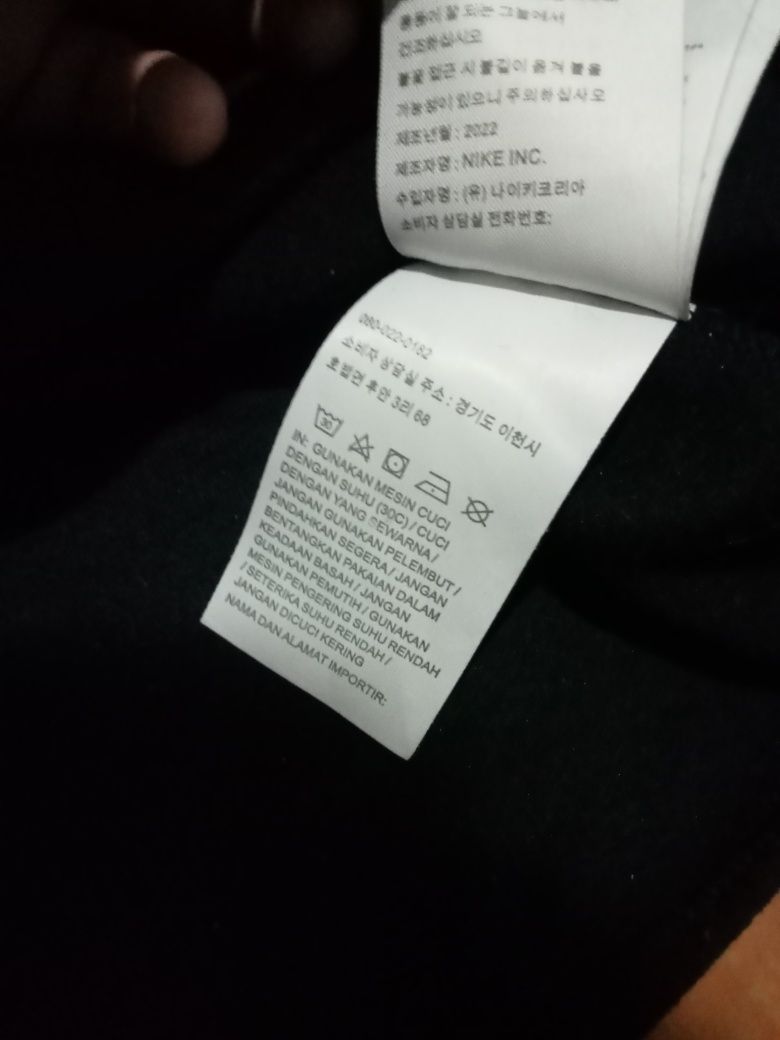 통풍이 잘 되는 그늘에서
건조하십시오
불꽃 접근 시 불길이 옮겨 붙을
가능성이 있으니 주의하십시오
제조년월 : 2022
제조자명 : NIKE INC.
수입자명 : (유) 나이키코리아
소비자 상담실 전화번호:
080-022-0182
소비자 상담실 주소 : 경기도 이천시
호법면 후안 3리 68
30
IN: GUNAKAN MESIN CUCI
DENGAN SUHU (30C) / CUCI
DENGAN YANG SEWARNA /
JANGAN GUNAKAN PELEMBUT /
PINDAHKAN SEGERA / JANGAN
BENTANGKAN PAKAIAN DALAM
KEADAAN BASAH / JANGAN
GUNAKAN PEMUTIH / GUNAKAN
MESIN PENGERING SUHU RENDAH
/ SETERIKA SUHU RENDAH /
JANGAN DICUCI KERING
NAMA DAN ALAMAT IMPORTIR: